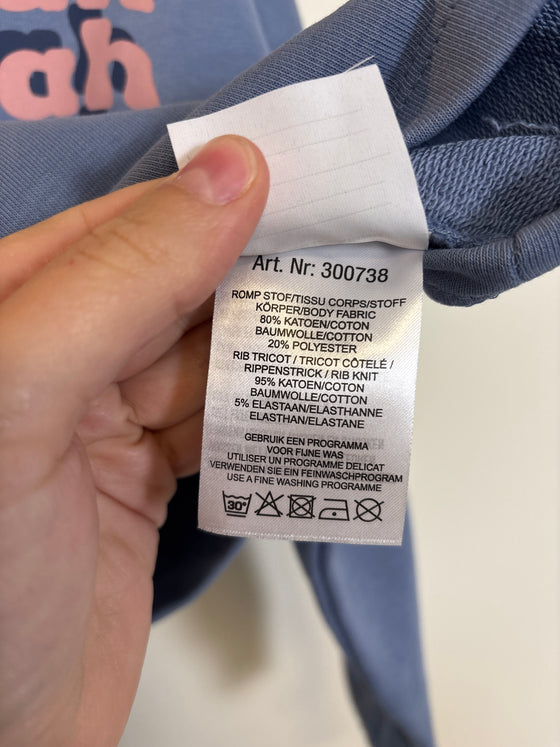 ah
Art. Nr: 300738
ROMP STOF/TISSU CORPS/STOFF
KÖRPER/BODY FABRIC
80% KATOEN/COTON
BAUMWOLLE/COTTON
20% POLYESTER
RIB TRICOT / TRICOT CÔTELÉ /
RIPPENSTRICK / RIB KNIT
95% KATOEN/COTON
BAUMWOLLE/COTTON
5% ELASTAAN/ELASTHANNE
ELASTHAN/ELASTANE
GEBRUIK EEN PROGRAMMA
VOOR FIJNE WAS
UTILISER UN PROGRAMME DELICAT
VERWENDEN SIE EIN FEINWASCHPROGRAM
USE A FINE WASHING PROGRAMME
30°